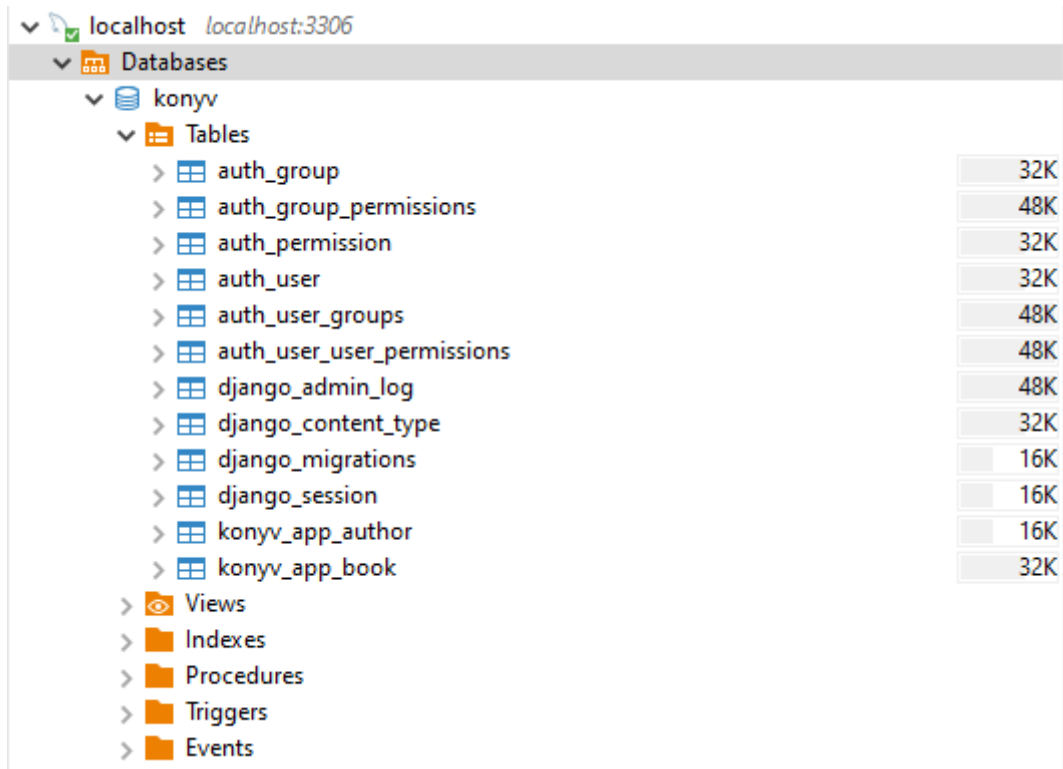 localhost localhost:3306
Databases
konyv
Tables
auth_group 32K
auth_group_permissions 48K
auth_permission 32K
auth_user 32K
auth_user_groups 48K
auth_user_user_permissions 48K
django_admin_log 48K
django_content_type 32K
django_migrations 16K
django_session 16K
konyv_app_author 16K
konyv_app_book 32K
Views
Indexes
Procedures
Triggers
Events